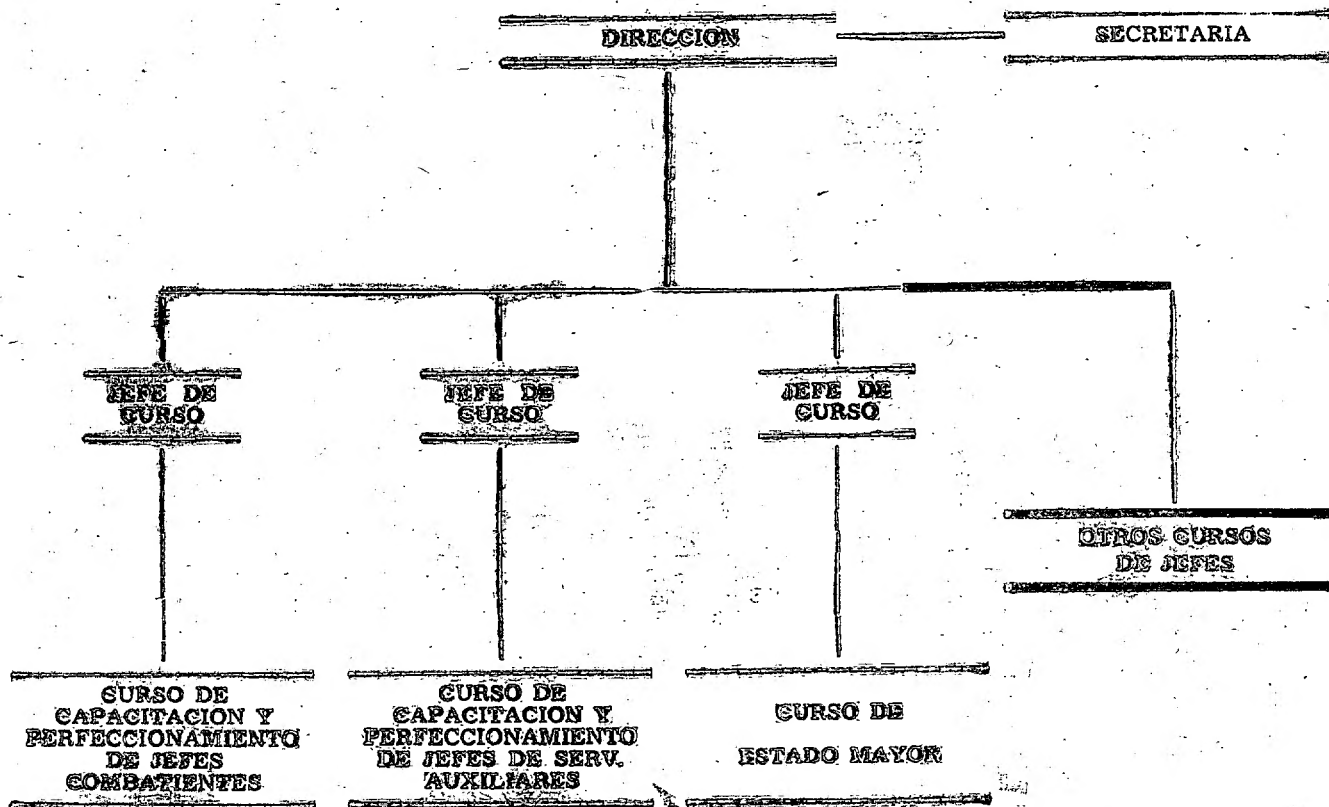 DIRECCION
SECRETARIA
JEFE DE
CURSO
JEFE DE
CURSO
JEFE DE
CURSO
OTROS CURSOS
DE JEFES
CURSO DE
CAPACITACION Y
PERFECCIONAMIENTO
DE JEFES
COMBATIENTES
CURSO DE
CAPACITACION Y
PERFECCIONAMIENTO
DE JEFES DE SERV.
AUXILIARES
CURSO DE
ESTADO MAYOR